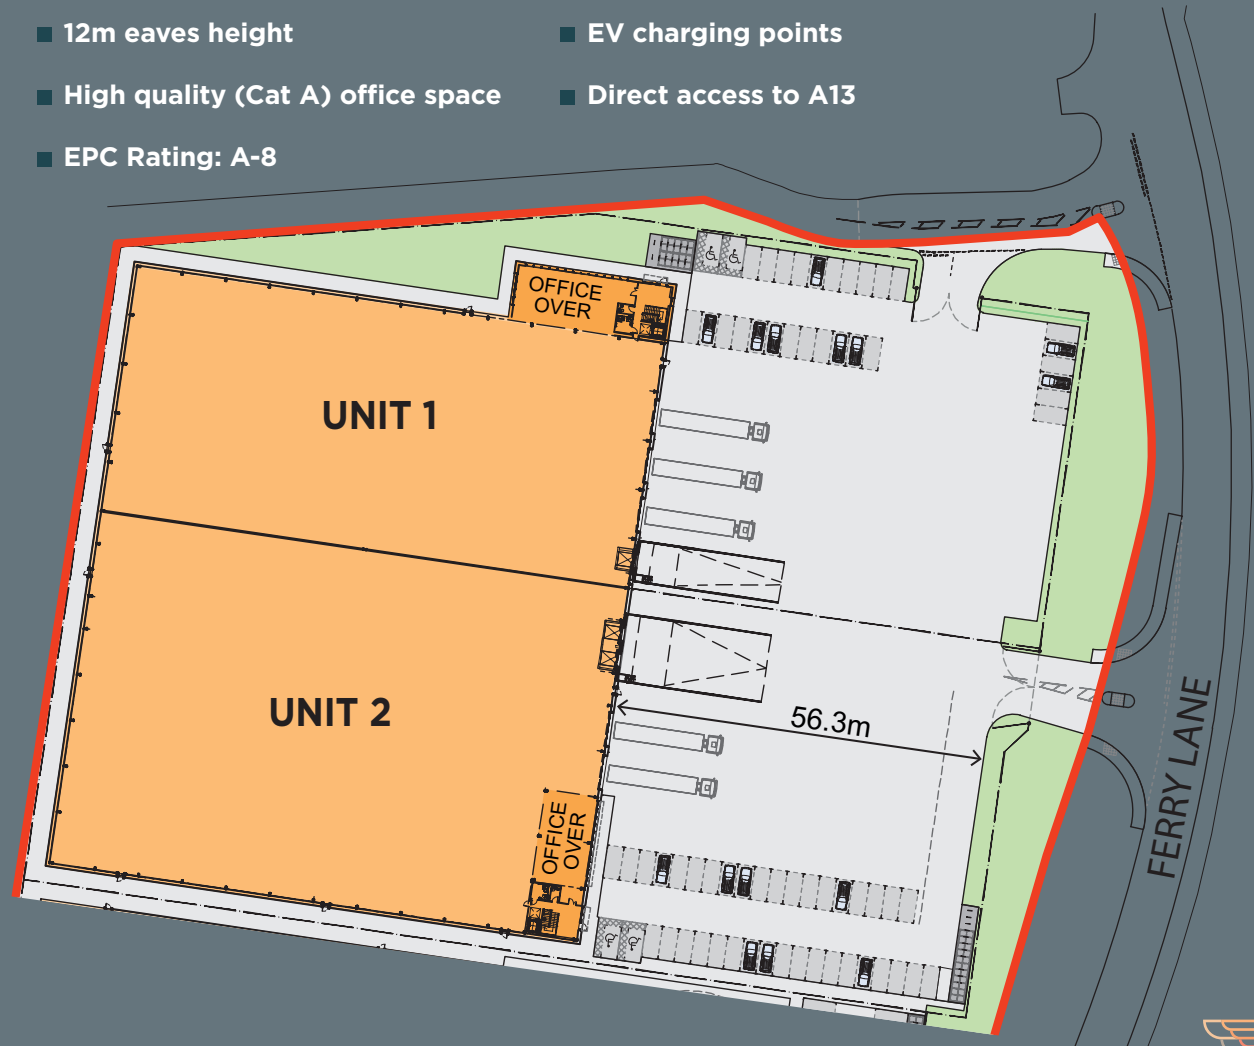 12m eaves height
EV charging points
High quality (Cat A) office space
Direct access to A13
EPC Rating: A-8
OFFICE
OVER
UNIT 1
UNIT 2
56.3m
OFFICE
OVER
FERRY LANE